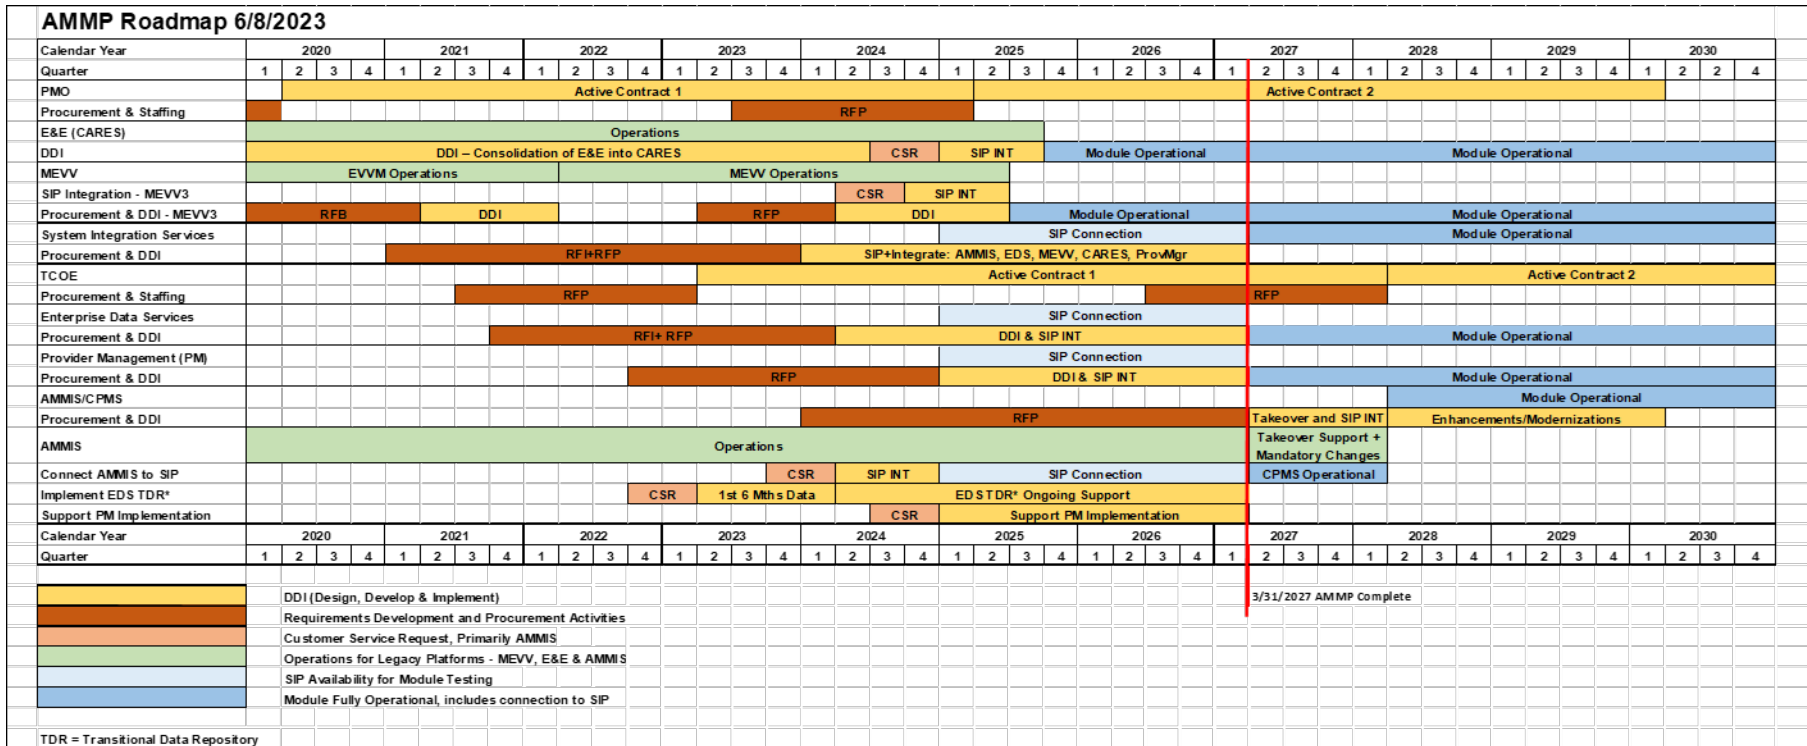 AMMP Roadmap 6/8/2023
Calendar Year 2020 2021 2022 2023 2024 2025 2026 2027 2028 2029 2030
Quarter 1 2 3 4 1 2 3 4 1 2 3 4 1 2 3 4 1 2 3 4 1 2 3 4 1 2 3 4 1 2 3 4 1 2 3 4 1 2 3 4 1 2 2 4
PMO Active Contract 1 Active Contract 2
Procurement & Staffing RFP
E&E (CARES) Operations
DDI DDI – Consolidation of E&E into CARES CSR SIP INT Module Operational Module Operational
MEVV EVVM Operations MEVV Operations
SIP Integration - MEVV3 CSR SIP INT
Procurement & DDI - MEVV3 RFB DDI RFP DDI Module Operational Module Operational
System Integration Services SIP Connection Module Operational
Procurement & DDI RFI+RFP SIP+Integrate: AMMIS, EDS, MEVV, CARES, ProvMgr
TCOE Active Contract 1 Active Contract 2
Procurement & Staffing RFP RFP
Enterprise Data Services SIP Connection
Procurement & DDI RFI+ RFP DDI & SIP INT Module Operational
Provider Management (PM) SIP Connection
Procurement & DDI RFP DDI & SIP INT Module Operational
AMMIS/CPMS Module Operational
Procurement & DDI RFP Takeover and SIP INT Enhancements/Modernizations
AMMIS Operations Takeover Support +
Mandatory Changes
Connect AMMIS to SIP CSR SIP INT SIP Connection CPMS Operational
Implement EDS TDR* CSR 1st 6 Mths Data EDS TDR* Ongoing Support
Support PM Implementation CSR Support PM Implementation
Calendar Year 2020 2021 2022 2023 2024 2025 2026 2027 2028 2029 2030
Quarter 1 2 3 4 1 2 3 4 1 2 3 4 1 2 3 4 1 2 3 4 1 2 3 4 1 2 3 4 1 2 3 4 1 2 3 4 1 2 3 4 1 2 2 4
DDI (Design, Develop & Implement) 3/31/2027 AMMP Complete
Requirements Development and Procurement Activities
Customer Service Request, Primarily AMMIS
Operations for Legacy Platforms - MEVV, E&E & AMMIS
SIP Availability for Module Testing
Module Fully Operational, includes connection to SIP
TDR = Transitional Data Repository